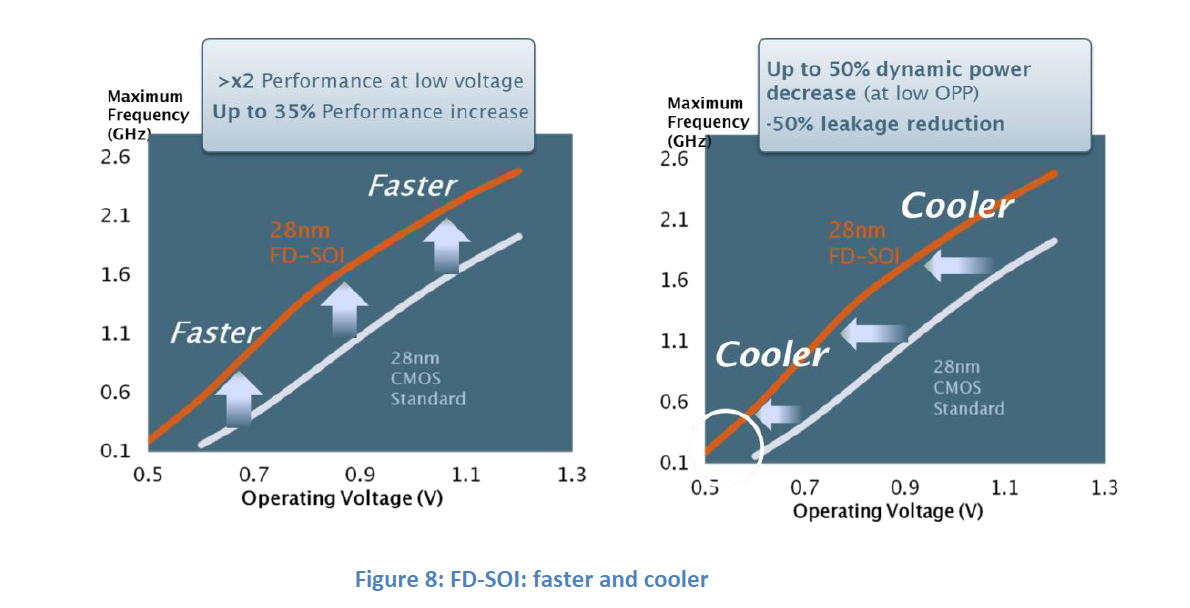 >x2 Performance at low voltage
Up to 35% Performance increase
Maximum
Frequency
(GHz)
2.6
2.1
1.6
1.1
0.6
0.1
Faster
28nm
FD-SOI
Faster
28nm
CMOS
Standard
0.5 0.7 0.9 1.1 1.3
Operating Voltage (V)
Up to 50% dynamic power
decrease (at low OPP)
-50% leakage reduction
Maximum
Frequency
(GHz)
2.6
2.1
1.6
1.1
0.6
0.1
Cooler
28nm
FD-SOI
Cooler
28nm
CMOS
Standard
0.5 0.7 0.9 1.1 1.3
Operating Voltage (V)
Figure 8: FD-SOI: faster and cooler